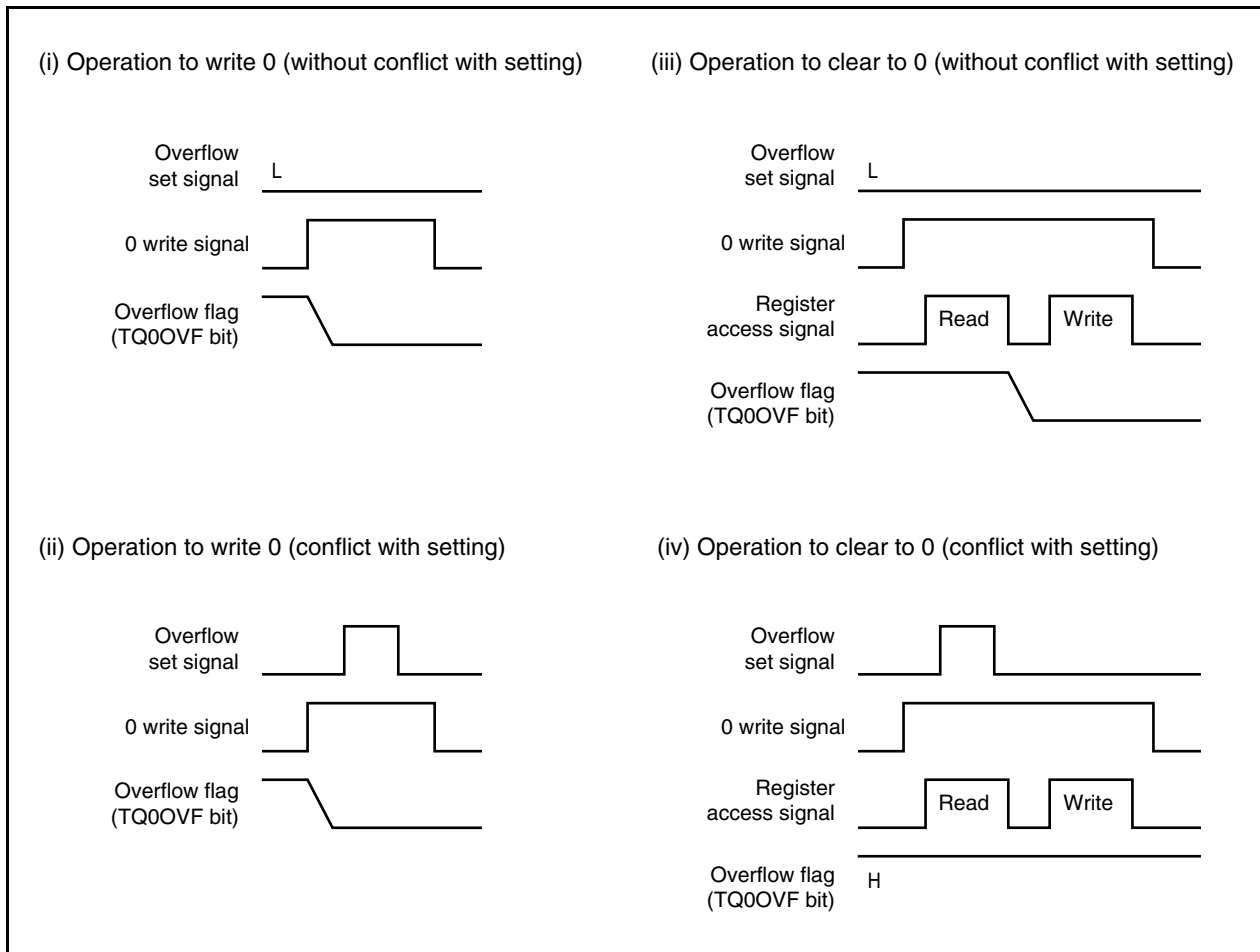 (i) Operation to write 0 (without conflict with setting)
Overflow
set signal
L
0 write signal
Overflow flag
(TQ0OVF bit)
(iii) Operation to clear to 0 (without conflict with setting)
Overflow
set signal
L
0 write signal
Register
access signal
Read
Write
Overflow flag
(TQ0OVF bit)
(ii) Operation to write 0 (conflict with setting)
Overflow
set signal
0 write signal
Overflow flag
(TQ0OVF bit)
(iv) Operation to clear to 0 (conflict with setting)
Overflow
set signal
0 write signal
Register
access signal
Read
Write
Overflow flag
(TQ0OVF bit)
H